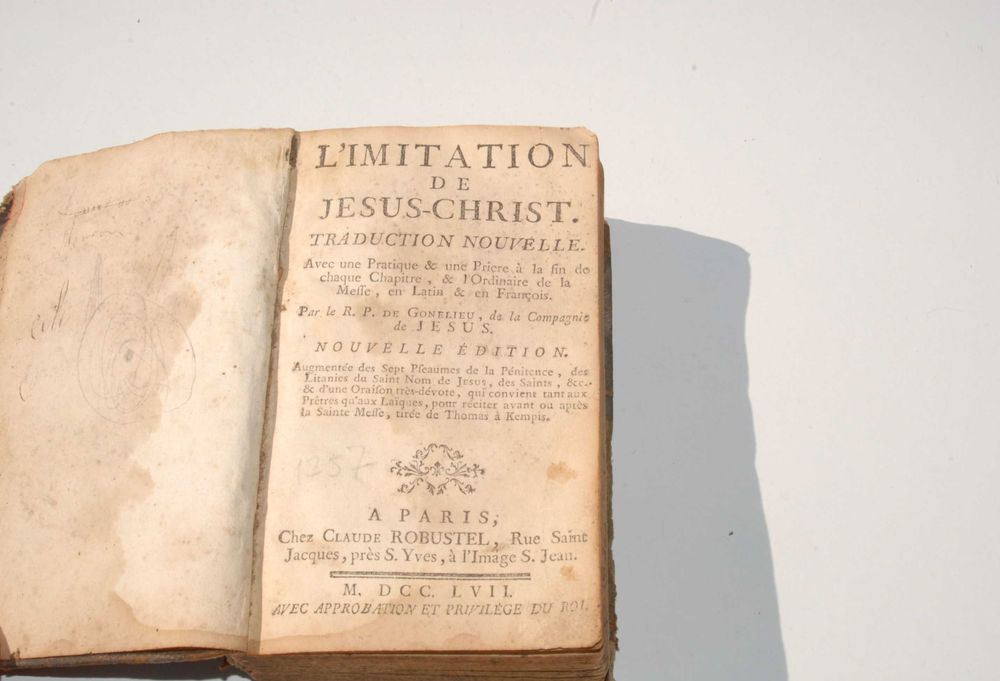 L'IMITATION
DE
JESUS-CHRIST.
TRADUCTION NOUVELLE.
Avec une Pratique & une Priere à la fin de
chaque Chapitre, & l'Ordinaire de la
Meſſe, en Latin & en François.
Par le R. P. DE GONELIEU, de la Compagnie
de JESUS.
NOUVELLE ÉDITION.
Augmentée des Sept Pſeaumes de la Pénitence, des
Litanies du Saint Nom de Jesus, des Saints, &c.
& d'une Oraiſon très-dévote, qui convient tant aux
Prêtres qu'aux Laïques, pour réciter avant ou après
la Sainte Meſſe, tirée de Thomas à Kempis.
1257
A PARIS,
Chez CLAUDE ROBUSTEL, Rue Saint
Jacques, près S. Yves, à l'Image S. Jean.
M. DCC. LVII.
AVEC APPROBATION ET PRIVILÉGE DU ROI.